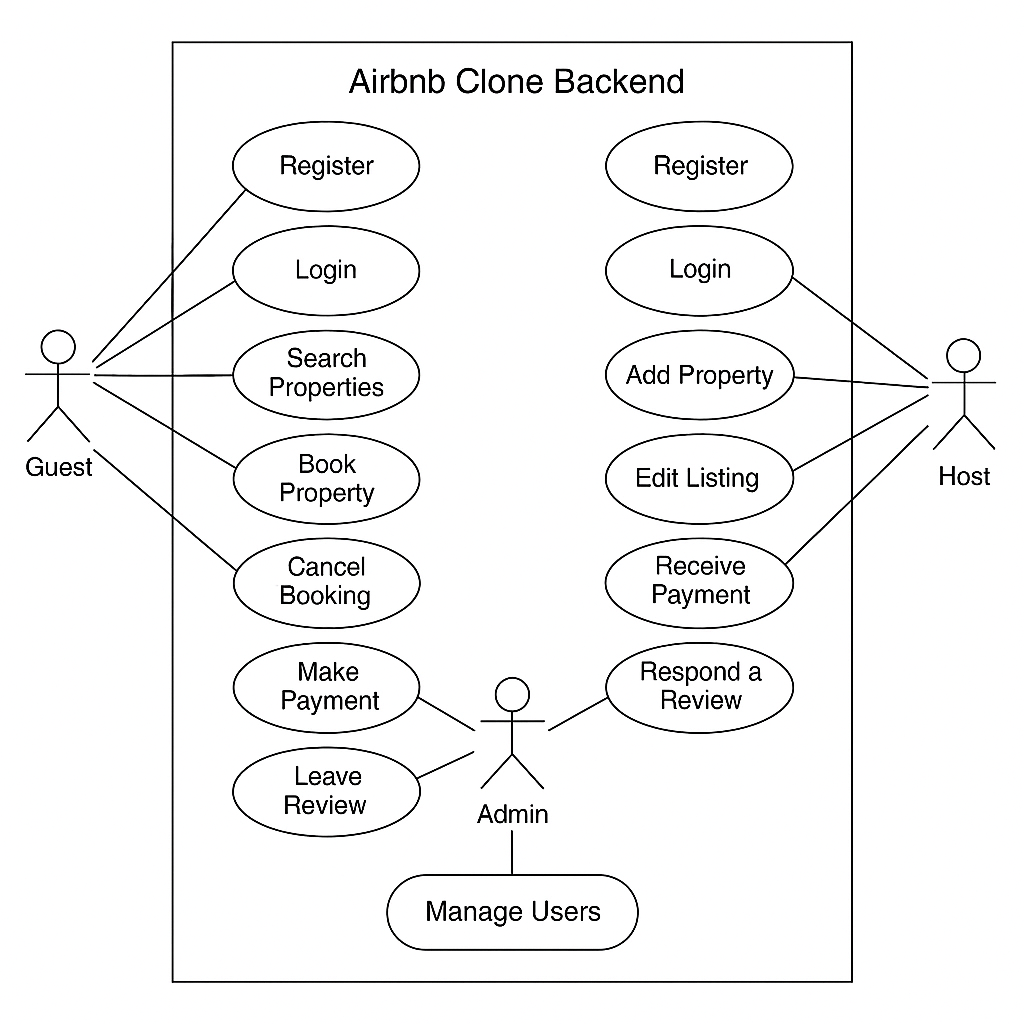 Airbnb Clone Backend
Register
Login
Search
Properties
Book
Property
Cancel
Booking
Make
Payment
Leave
Review
Register
Login
Add Property
Edit Listing
Receive
Payment
Respond a
Review
Guest
Host
Admin
Manage Users